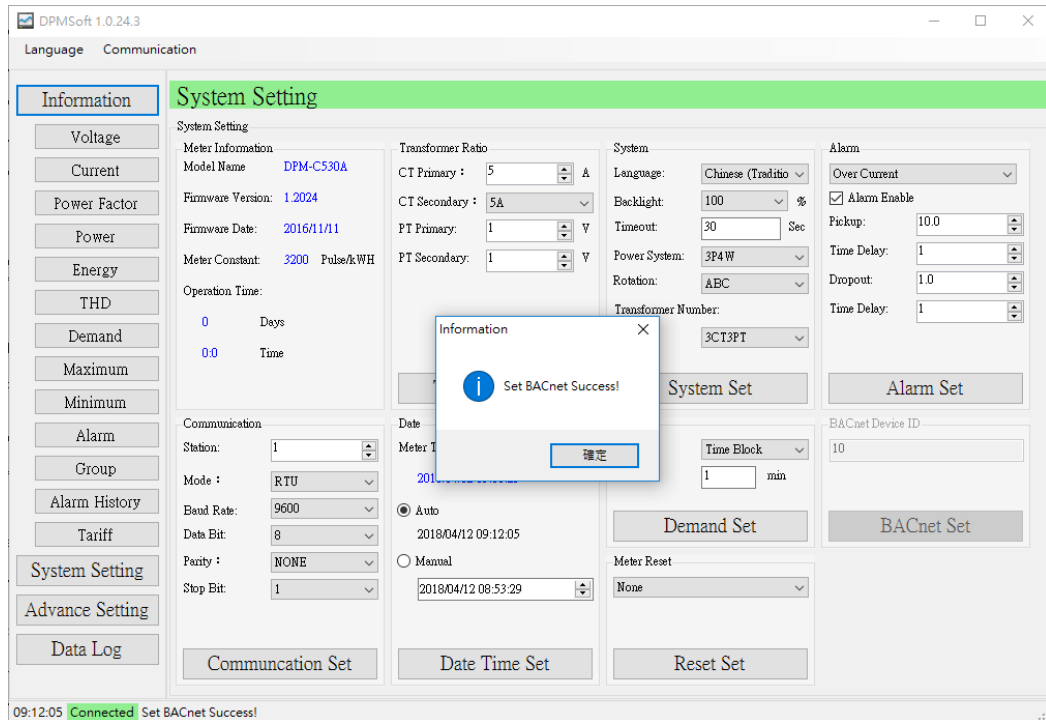 DPMSoft 1.0.24.3
Language Communication
Information
Voltage
Current
Power Factor
Power
Energy
THD
Demand
Maximum
Minimum
Alarm
Group
Alarm History
Tariff
System Setting
Advance Setting
Data Log
System Setting
System Setting
Meter Information
Model Name DPM-C530A
Firmware Version: 1.2024
Firmware Date: 2016/11/11
Meter Constant: 3200 Pulse/kWH
Operation Time:
0 Days
0:0 Time
Transformer Ratio
CT Primary : 5 A
CT Secondary : 5A
PT Primary: 1 V
PT Secondary: 1 V
System
Language: Chinese (Traditio
Backlight: 100 %
Timeout: 30 Sec
Power System: 3P4W
Rotation: ABC
Transformer Number:
3CT3PT
System Set
Alarm
Over Current
Alarm Enable
Pickup: 10.0
Time Delay: 1
Dropout: 1.0
Time Delay: 1
Alarm Set
Information
Set BACnet Success!
確定
Communication
Station: 1
Mode : RTU
Baud Rate: 9600
Data Bit: 8
Parity : NONE
Stop Bit: 1
Communcation Set
Date
Meter T
Auto
2018/04/12 09:12:05
Manual
2018/04/12 08:53:29
Date Time Set
Time Block
1 min
Demand Set
Meter Reset
None
Reset Set
BACnet Device ID
10
BACnet Set
09:12:05 Connected Set BACnet Success!